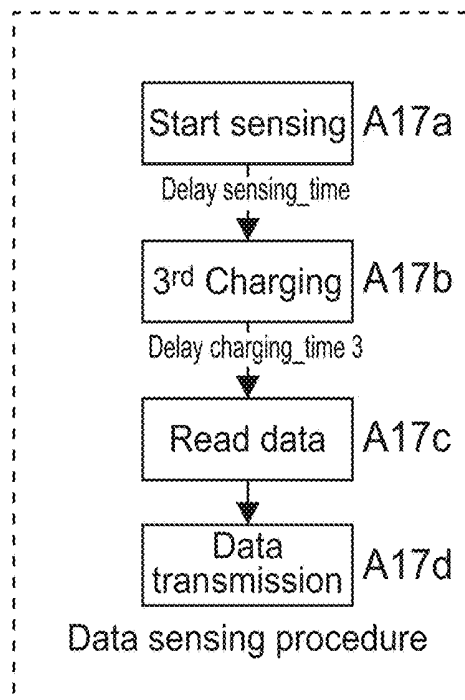 Start sensing A17a
Delay sensing_time
3rd Charging A17b
Delay charging_time 3
Read data A17c
Data
transmission A17d
Data sensing procedure